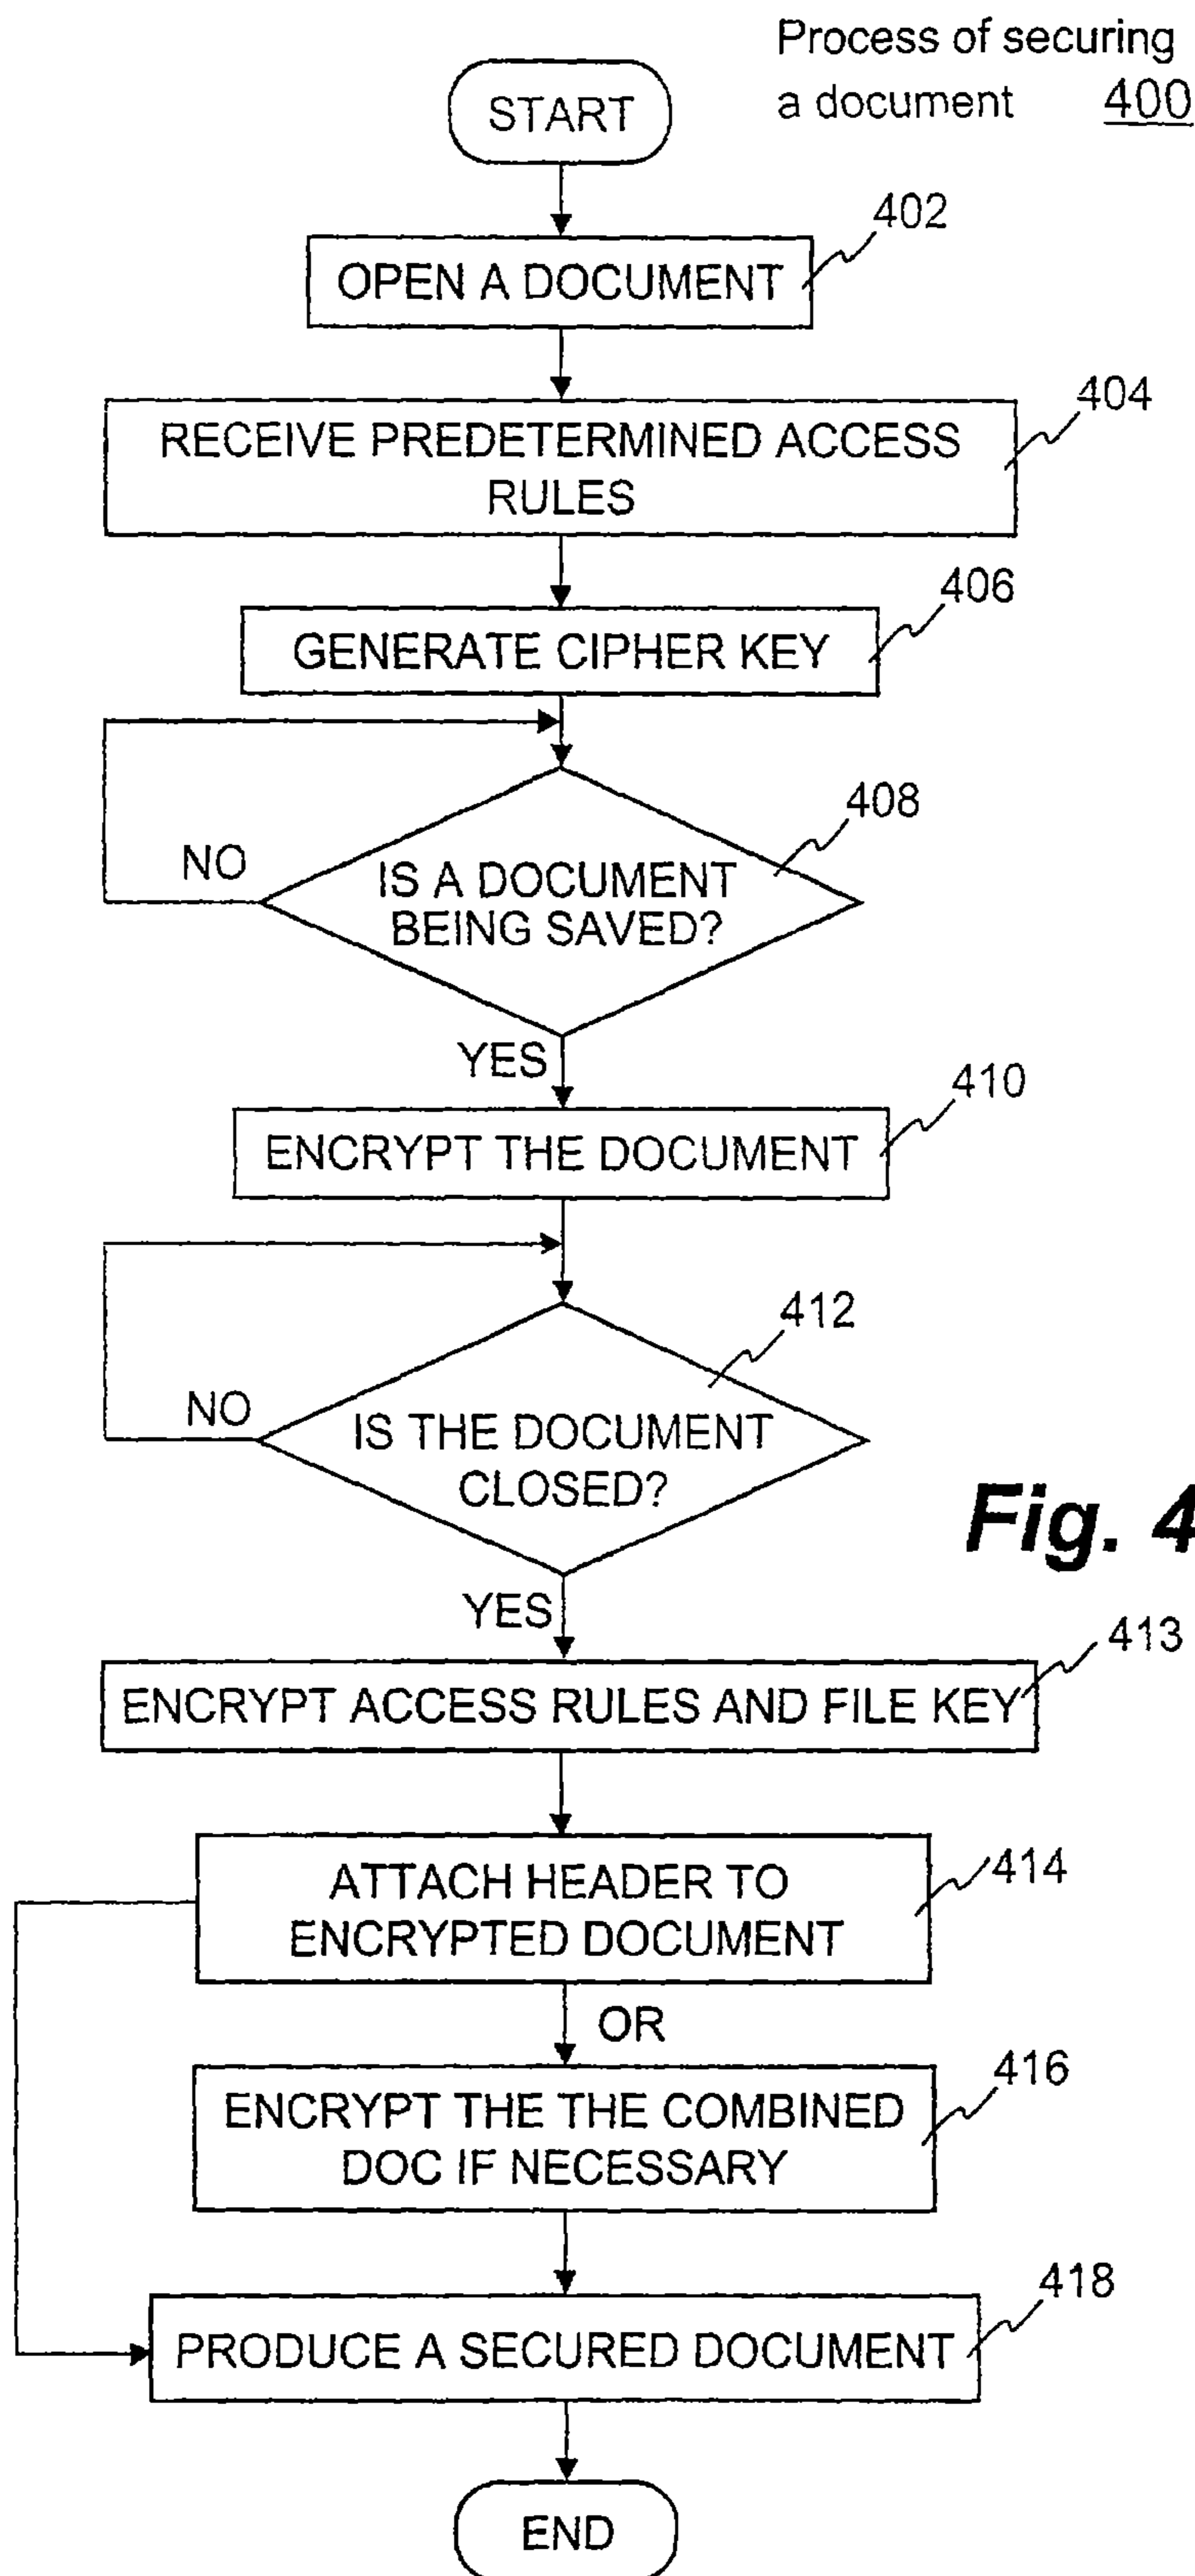 Process of securing
a document 400
START
402
OPEN A DOCUMENT
404
RECEIVE PREDETERMINED ACCESS
RULES
406
GENERATE CIPHER KEY
408
NO
IS A DOCUMENT
BEING SAVED?
YES
410
ENCRYPT THE DOCUMENT
412
NO
IS THE DOCUMENT
CLOSED?
Fig. 4
YES
413
ENCRYPT ACCESS RULES AND FILE KEY
414
ATTACH HEADER TO
ENCRYPTED DOCUMENT
OR
416
ENCRYPT THE THE COMBINED
DOC IF NECESSARY
418
PRODUCE A SECURED DOCUMENT
END